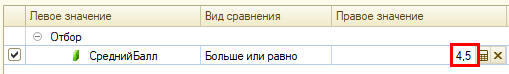 Левое значение Вид сравнения Правое значение
Отбор
СреднийБалл Больше или равно 4,5